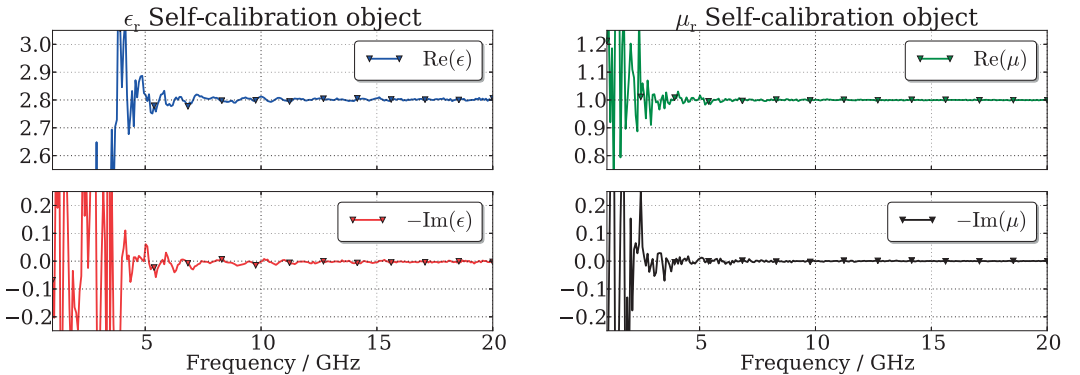 ϵr Self-calibration object
3.0
2.9
2.8
2.7
2.6
Re(ϵ)
0.2
0.1
0.0
−0.1
−0.2
−Im(ϵ)
5 10 15 20
Frequency / GHz
μr Self-calibration object
1.2
1.1
1.0
0.9
0.8
Re(μ)
0.2
0.1
0.0
−0.1
−0.2
−Im(μ)
5 10 15 20
Frequency / GHz